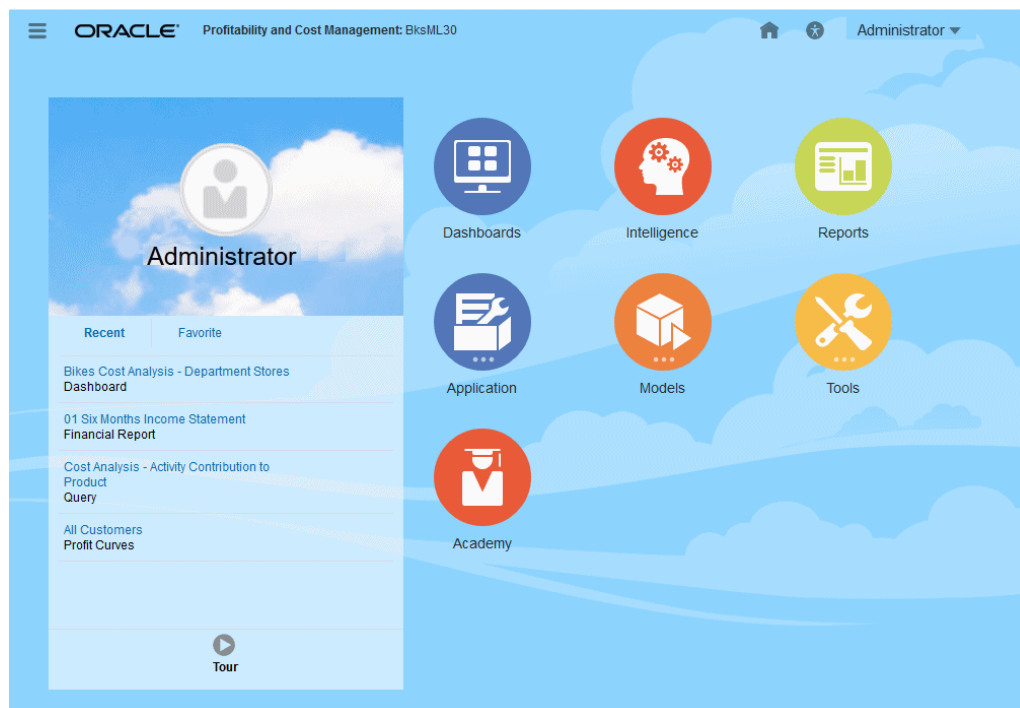 ORACLE Profitability and Cost Management: BksML30 Administrator
Administrator
Recent Favorite
Bikes Cost Analysis - Department Stores
Dashboard
01 Six Months Income Statement
Financial Report
Cost Analysis - Activity Contribution to
Product
Query
All Customers
Profit Curves
Tour
Dashboards Intelligence Reports
Application Models Tools
Academy